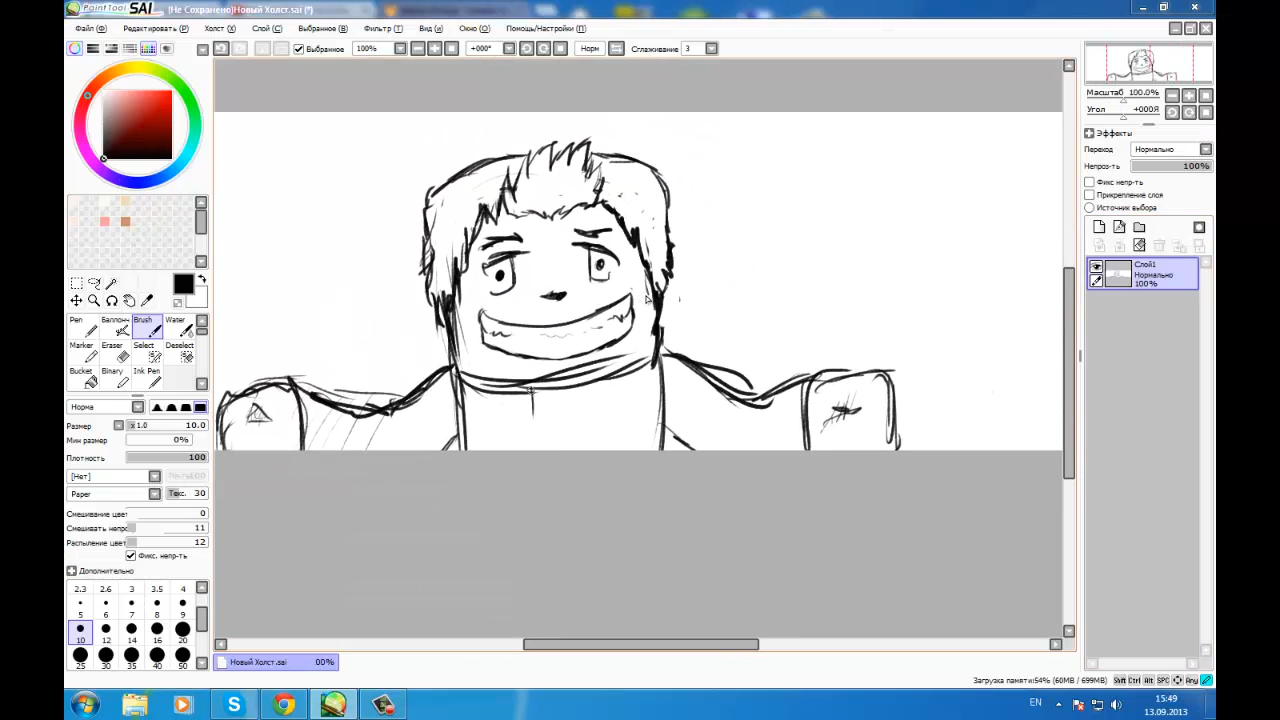 PaintTool SAI [Не Сохранено]Новый Холст.sai (*)
Файл (Ф) Редактировать (P) Холст (X) Слой (C) Выбранное (B) Фильтр (T) Вид (и) Окно (O) Помощь/Настройки (П)
Выбранное 100% +000° Норм Сглаживание 3
Масштаб 100.0%
Угол +000Я
Эффекты
Переход Нормально
Непроз-ть 100%
Фикс непр-ть
Прикрепление слоя
Источник выбора
Слой1
Нормально
100%
Pen Баллонч Brush Water
Marker Eraser Select Deselect
Bucket Binary Ink Pen
Норма
Размер x 1.0 10.0
Мин размер 0%
Плотность 100
[Нет]
Paper Текс. 30
Смешивание цвет 0
Смешивать непро 11
Распыление цвет 12
Фикс. непр-ть
Дополнительно
2.3 2.6 3 3.5 4
5 6 7 8 9
10 12 14 16 20
25 30 35 40 50
Новый Холст.sai 00%
Загрузка памяти:54% (60MB / 699MB) Shift Ctrl Alt SPC Any
EN 15:49
13.09.2013